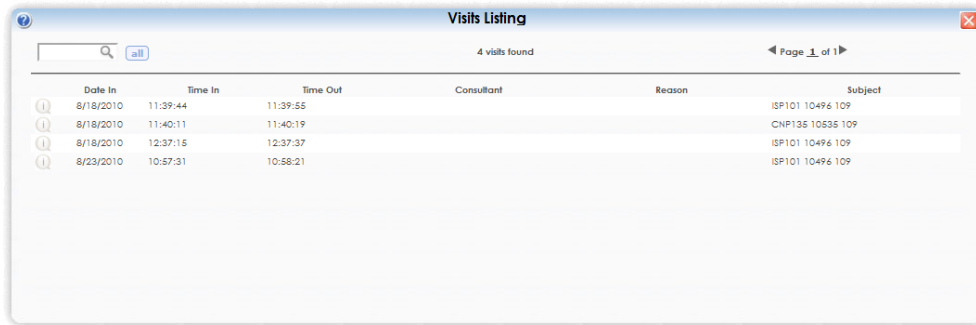 Visits Listing
all 4 visits found Page 1 of 1
Date In Time In Time Out Consultant Reason Subject
8/18/2010 11:39:44 11:39:55 ISP101 10496 109
8/18/2010 11:40:11 11:40:19 CNP135 10535 109
8/18/2010 12:37:15 12:37:37 ISP101 10496 109
8/23/2010 10:57:31 10:58:21 ISP101 10496 109